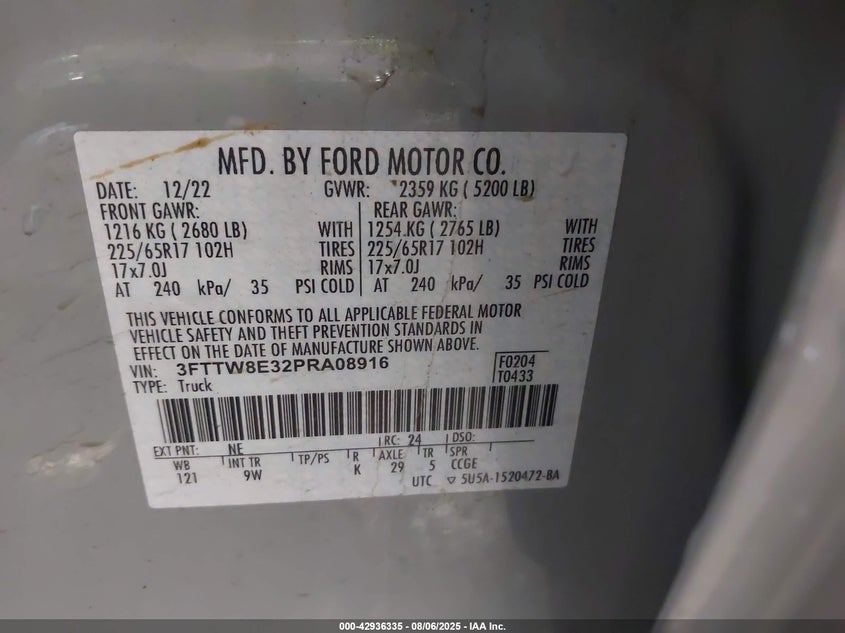 MFD. BY FORD MOTOR CO.
DATE: 12/22 GVWR: 2359 KG ( 5200 LB)
FRONT GAWR: REAR GAWR:
1216 KG ( 2680 LB) WITH 1254 KG ( 2765 LB) WITH
225/65R17 102H TIRES 225/65R17 102H TIRES
17x7.0J RIMS 17x7.0J RIMS
AT 240 kPa/ 35 PSI COLD AT 240 kPa/ 35 PSI COLD
THIS VEHICLE CONFORMS TO ALL APPLICABLE FEDERAL MOTOR
VEHICLE SAFETY AND THEFT PREVENTION STANDARDS IN
EFFECT ON THE DATE OF MANUFACTURE SHOWN ABOVE.
VIN: 3FTTW8E32PRA08916 F0204
TYPE: Truck T0433
EXT PNT: NE RC: 24 DSO:
WB INT TR TP/PS R AXLE TR SPR
121 9W K 29 5 CCGE
UTC ▽ 5U5A-1520472-BA
000-42936335 - 08/06/2025 - IAA Inc.